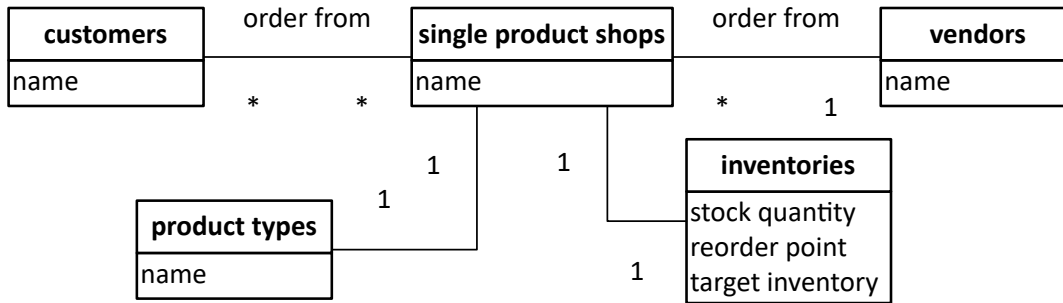 order from
order from
customers
name
single product shops
name
vendors
name
*
*
*
1
1
1
inventories
stock quantity
reorder point
target inventory
1
product types
name
1